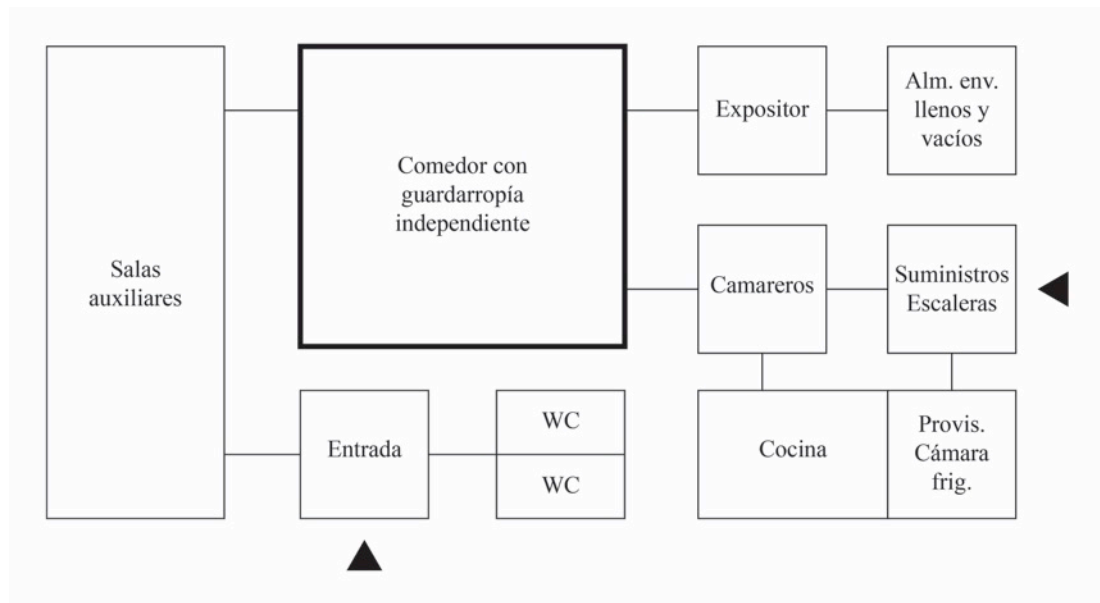 Salas
auxiliares
Comedor con
guardarropía
independiente
Expositor
Alm. env.
llenos y
vacíos
Camareros
Suministros
Escaleras
Entrada
WC
WC
Cocina
Provis.
Cámara
frig.